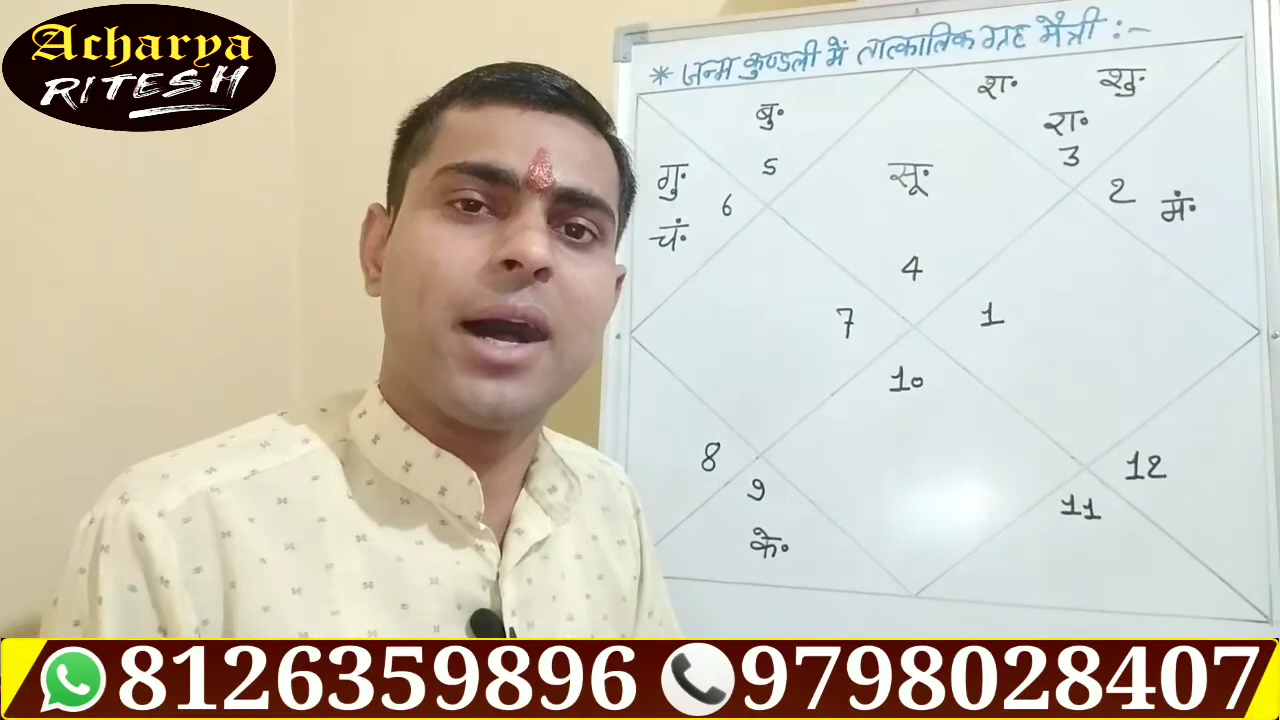 Acharya
RITESH
* जन्म कुण्डली में तात्कालिक ग्रह मैत्री :-
बु॰
श॰ शु॰
रा॰
3
गु॰
6
5
सू॰
2 मं॰
चं॰
4
7
1
10
8
9
के॰
12
11
8126359896 9798028407